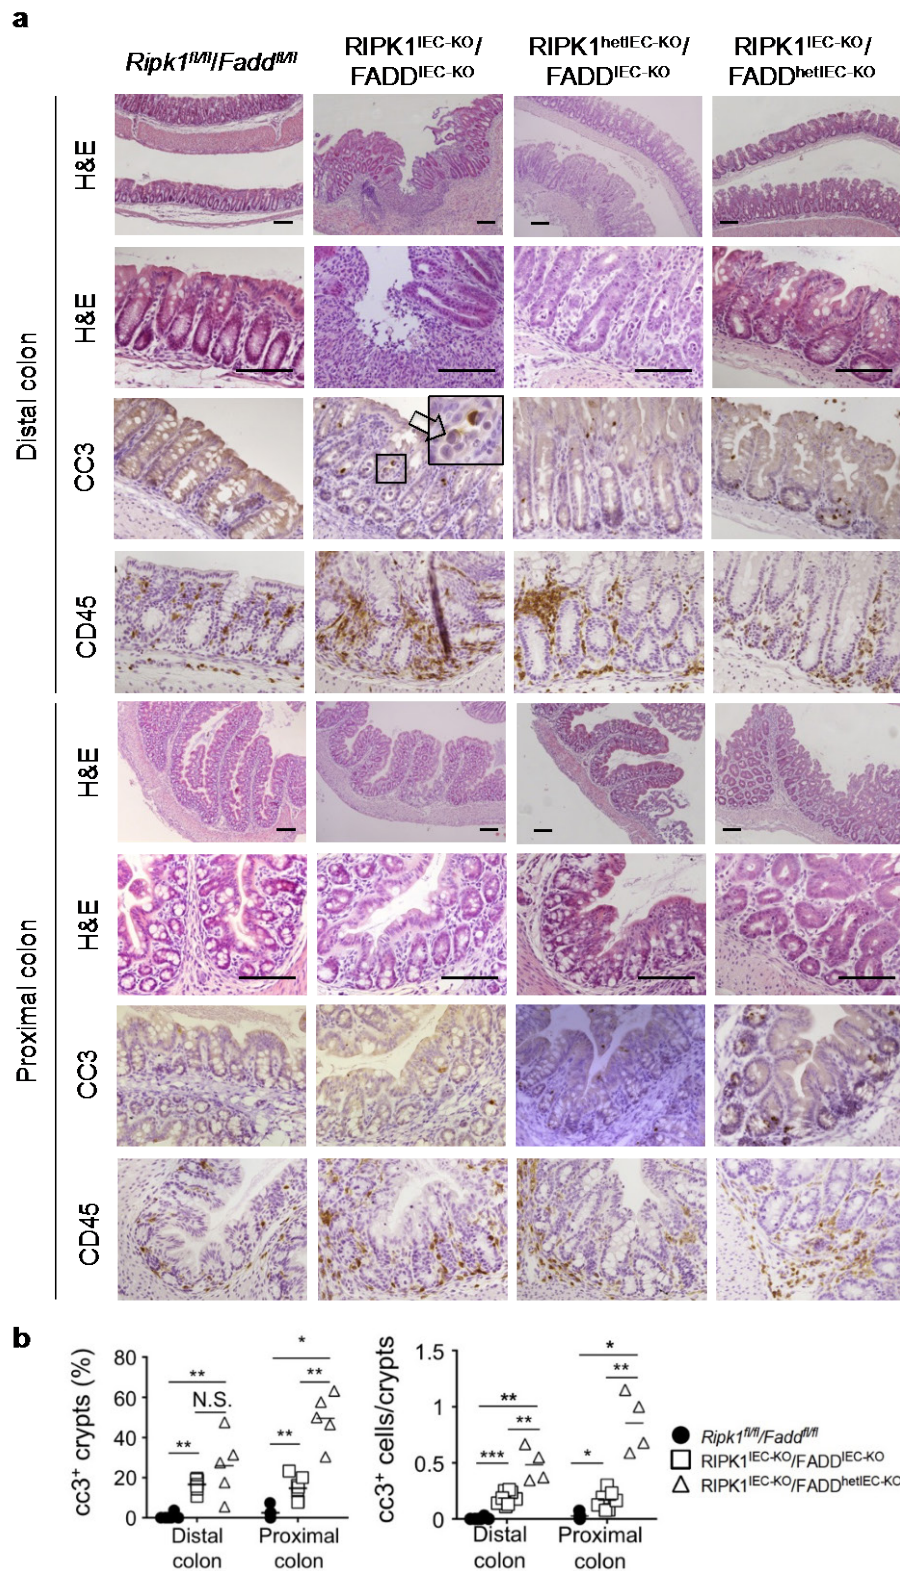 a
Ripk1fl/fl/Faddfl/fl
RIPK1IEC-KO/
FADDIEC-KO
RIPK1hetIEC-KO/
FADDIEC-KO
RIPK1IEC-KO/
FADDhetIEC-KO
Distal colon
H&E
H&E
CC3
CD45
Proximal colon
H&E
H&E
CC3
CD45
b
cc3+ crypts (%)
80
60
40
20
0
**
N.S.
**
*
**
**
Distal
colon
Proximal
colon
cc3+ cells/crypts
1.5
1
0.5
0
**
**
***
*
**
*
Distal
colon
Proximal
colon
Ripk1fl/fl/Faddfl/fl
RIPK1IEC-KO/FADDIEC-KO
RIPK1IEC-KO/FADDhetIEC-KO